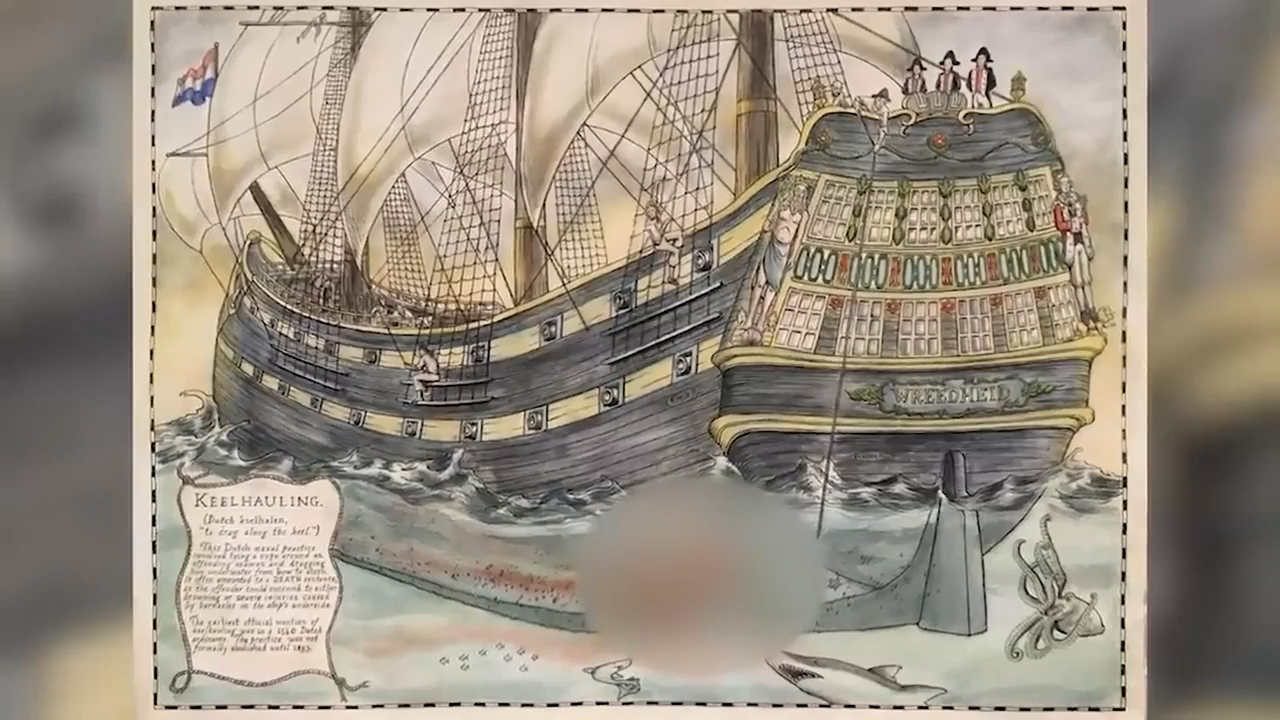 WREEDHEID
KEELHAULING.
(Dutch kielhalen,
"to drag along the keel")
This Dutch naval practice
involved tying a rope around an
offending seaman and dragging
him underwater from bow to stern.
It often amounted to a DEATH sentence,
as the offender could succumb to either
drowning or severe injuries caused
by barnacles on the ship's underside.
The earliest official mention of
keelhauling was in a 1560 Dutch
ordinance. The practice was not
formally abolished until 1853.